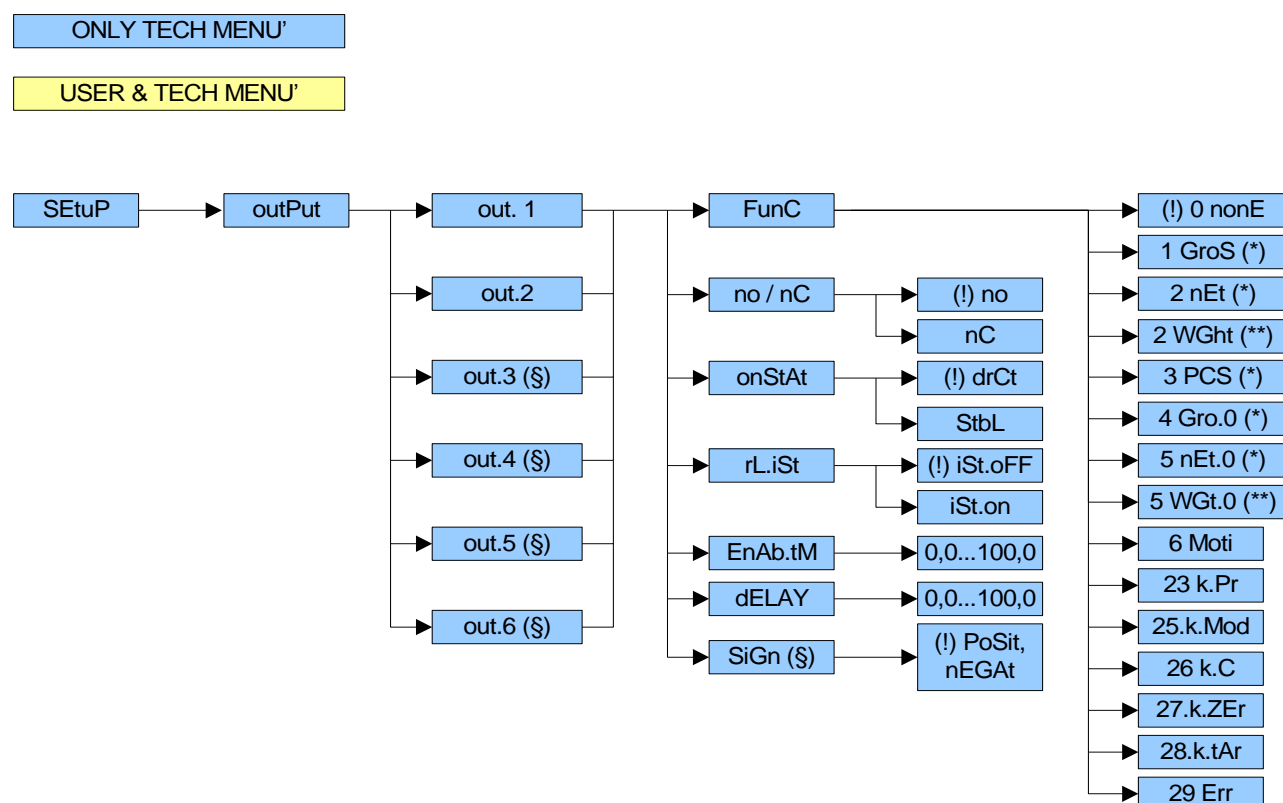 ONLY TECH MENU’
USER & TECH MENU’
SEtuP
outPut
out. 1
out.2
out.3 (§)
out.4 (§)
out.5 (§)
out.6 (§)
FunC
no / nC
onStAt
rL.iSt
EnAb.tM
dELAY
SiGn (§)
(!) no
nC
(!) drCt
StbL
(!) iSt.oFF
iSt.on
0,0...100,0
0,0...100,0
(!) PoSit,
nEGAt
(!) 0 nonE
1 GroS (*)
2 nEt (*)
2 WGht (**)
3 PCS (*)
4 Gro.0 (*)
5 nEt.0 (*)
5 WGt.0 (**)
6 Moti
23 k.Pr
25.k.Mod
26 k.C
27.k.ZEr
28.k.tAr
29 Err